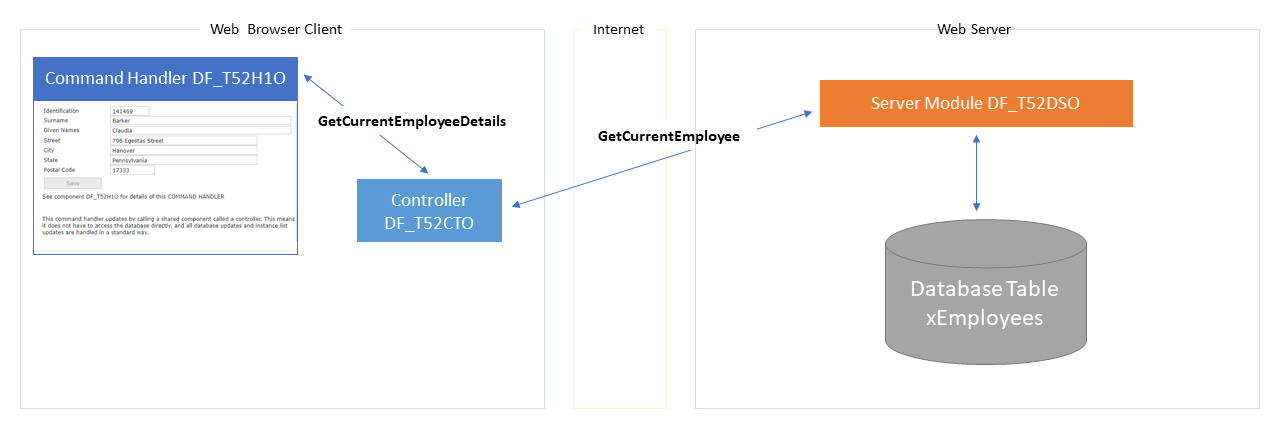 Web Browser Client
Internet
Web Server
Command Handler DF_T52H1O
Identification 141469
Surname Barker
Given Names Claudia
Street 796 Egestas Street
City Hanover
State Pennsylvania
Postal Code 17333
Save
See component DF_T52H1O for details of this COMMAND HANDLER
This command handler updates by calling a shared component called a controller. This means
it does not have to access the database directly, and all database updates and instance list
updates are handled in a standard way.
GetCurrentEmployeeDetails
Controller
DF_T52CTO
GetCurrentEmployee
Server Module DF_T52DSO
Database Table
xEmployees